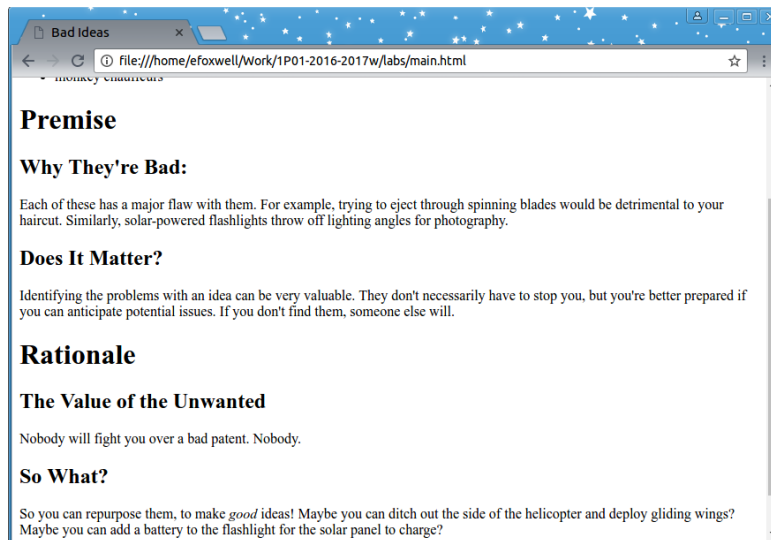 Bad Ideas
file:///home/efoxwell/Work/1P01-2016-2017w/labs/main.html
monkey chauffeurs
Premise
Why They're Bad:
Each of these has a major flaw with them. For example, trying to eject through spinning blades would be detrimental to your
haircut. Similarly, solar-powered flashlights throw off lighting angles for photography.
Does It Matter?
Identifying the problems with an idea can be very valuable. They don't necessarily have to stop you, but you're better prepared if
you can anticipate potential issues. If you don't find them, someone else will.
Rationale
The Value of the Unwanted
Nobody will fight you over a bad patent. Nobody.
So What?
So you can repurpose them, to make good ideas! Maybe you can ditch out the side of the helicopter and deploy gliding wings?
Maybe you can add a battery to the flashlight for the solar panel to charge?